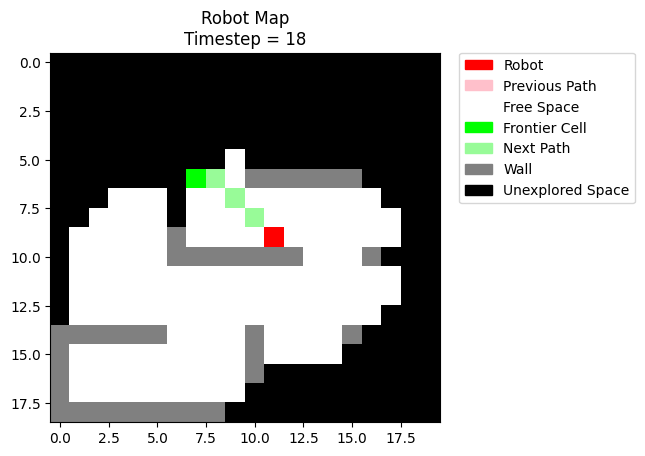 Robot Map
Timestep = 18
0.0
2.5
5.0
7.5
10.0
12.5
15.0
17.5
0.0
2.5
5.0
7.5
10.0
12.5
15.0
17.5
Robot
Previous Path
Free Space
Frontier Cell
Next Path
Wall
Unexplored Space